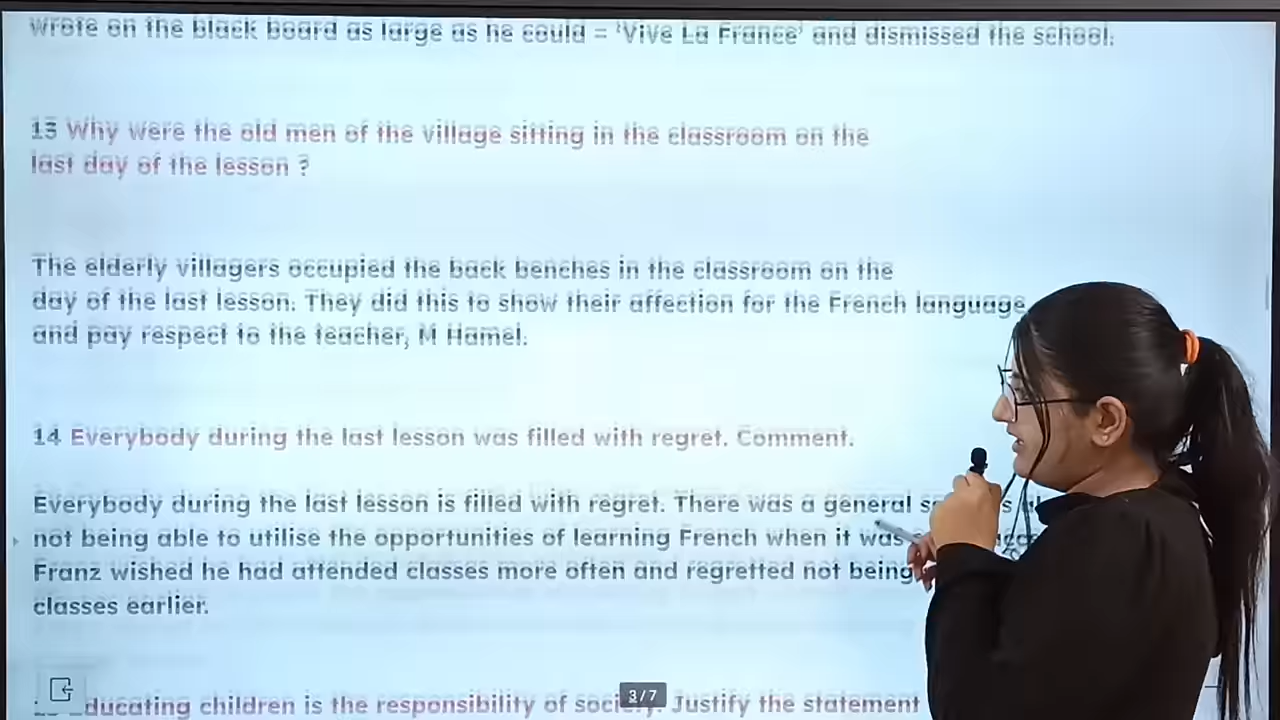 wrote on the black board as large as he could = 'Vive La France' and dismissed the school.
13 Why were the old men of the village sitting in the classroom on the
last day of the lesson ?
The elderly villagers occupied the back benches in the classroom on the
day of the last lesson. They did this to show their affection for the French language
and pay respect to the teacher, M Hamel.
14 Everybody during the last lesson was filled with regret. Comment.
Everybody during the last lesson is filled with regret. There was a general
not being able to utilise the opportunities of learning French when it was
Franz wished he had attended classes more often and regretted not being
classes earlier.
children is the responsibility of Justify the statement
3/7